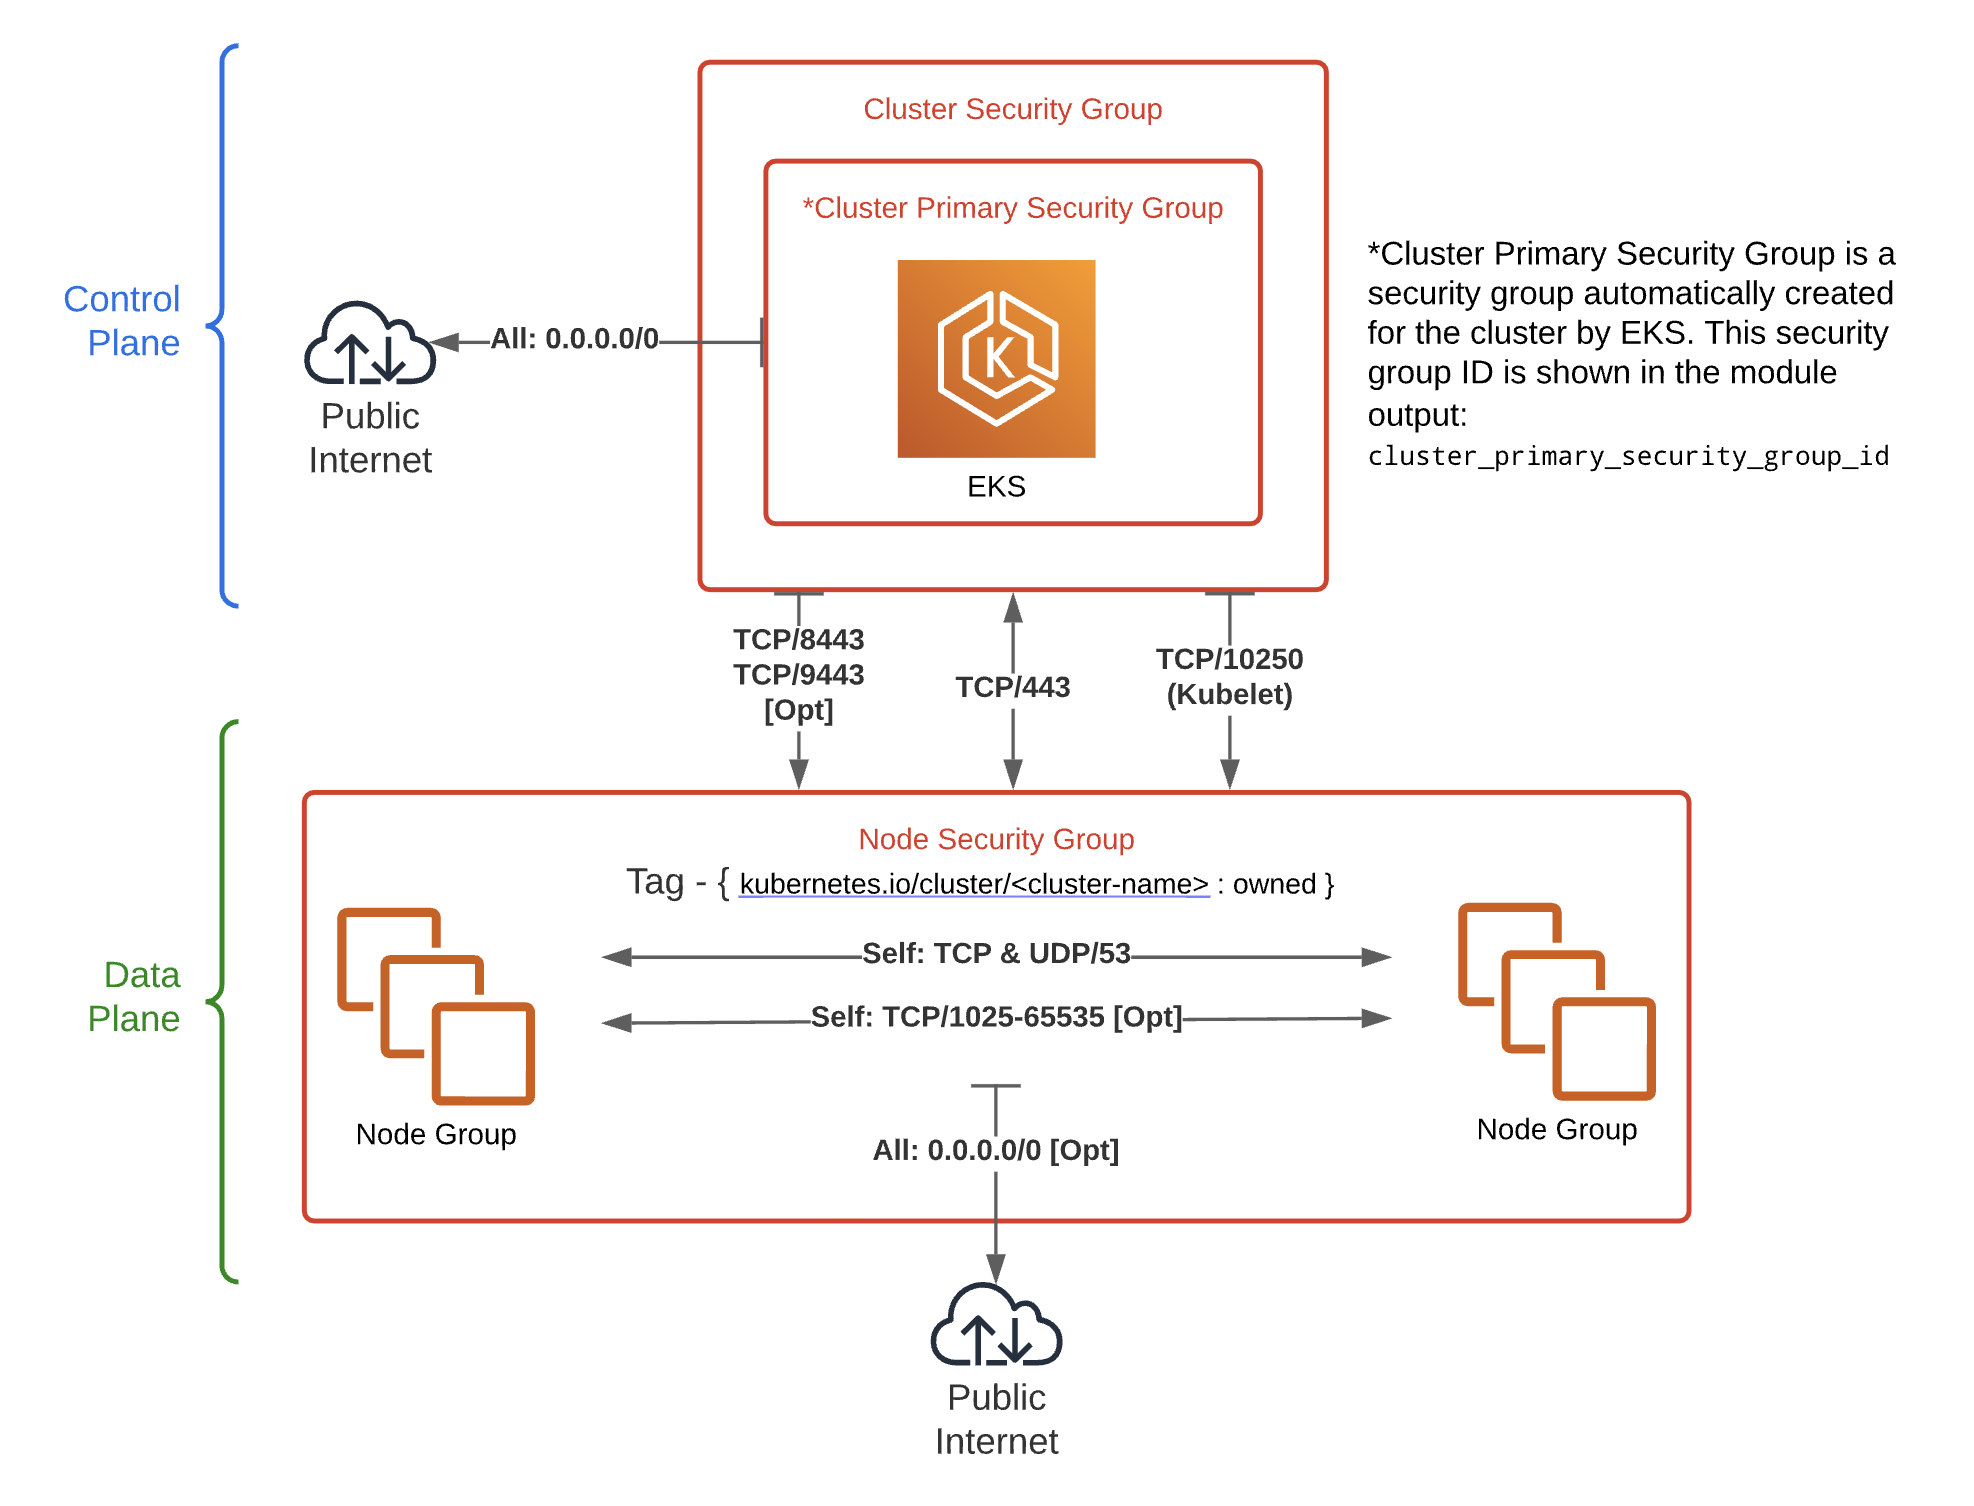 Cluster Security Group
*Cluster Primary Security Group
K
EKS
*Cluster Primary Security Group is a
security group automatically created
for the cluster by EKS. This security
group ID is shown in the module
output:
cluster_primary_security_group_id
Control
Plane
All: 0.0.0.0/0
Public
Internet
TCP/8443
TCP/9443
[Opt]
TCP/443
TCP/10250
(Kubelet)
Data
Plane
Node Security Group
Tag - { kubernetes.io/cluster/<cluster-name> : owned }
Self: TCP & UDP/53
Self: TCP/1025-65535 [Opt]
Node Group
Node Group
All: 0.0.0.0/0 [Opt]
Public
Internet